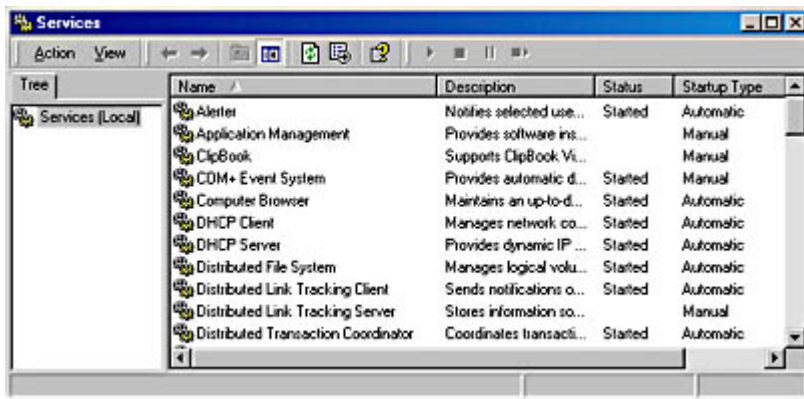 Services
Action View
Tree
Name Description Status Startup Type
Services (Local)
Alerter Notifies selected use... Started Automatic
Application Management Provides software ins... Manual
ClipBook Supports ClipBook Vi... Manual
COM+ Event System Provides automatic d... Started Manual
Computer Browser Maintains an up-to-d... Started Automatic
DHCP Client Manages network co... Started Automatic
DHCP Server Provides dynamic IP ... Started Automatic
Distributed File System Manages logical volu... Started Automatic
Distributed Link Tracking Client Sends notifications o... Started Automatic
Distributed Link Tracking Server Stores information so... Manual
Distributed Transaction Coordinator Coordinates transacti... Started Automatic